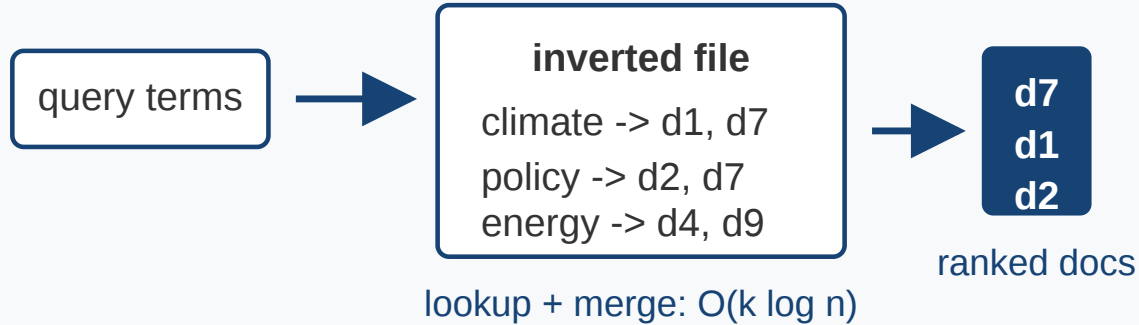 query terms
inverted file
climate -> d1, d7
policy -> d2, d7
energy -> d4, d9
lookup + merge: O(k log n)
d7
d1
d2
ranked docs